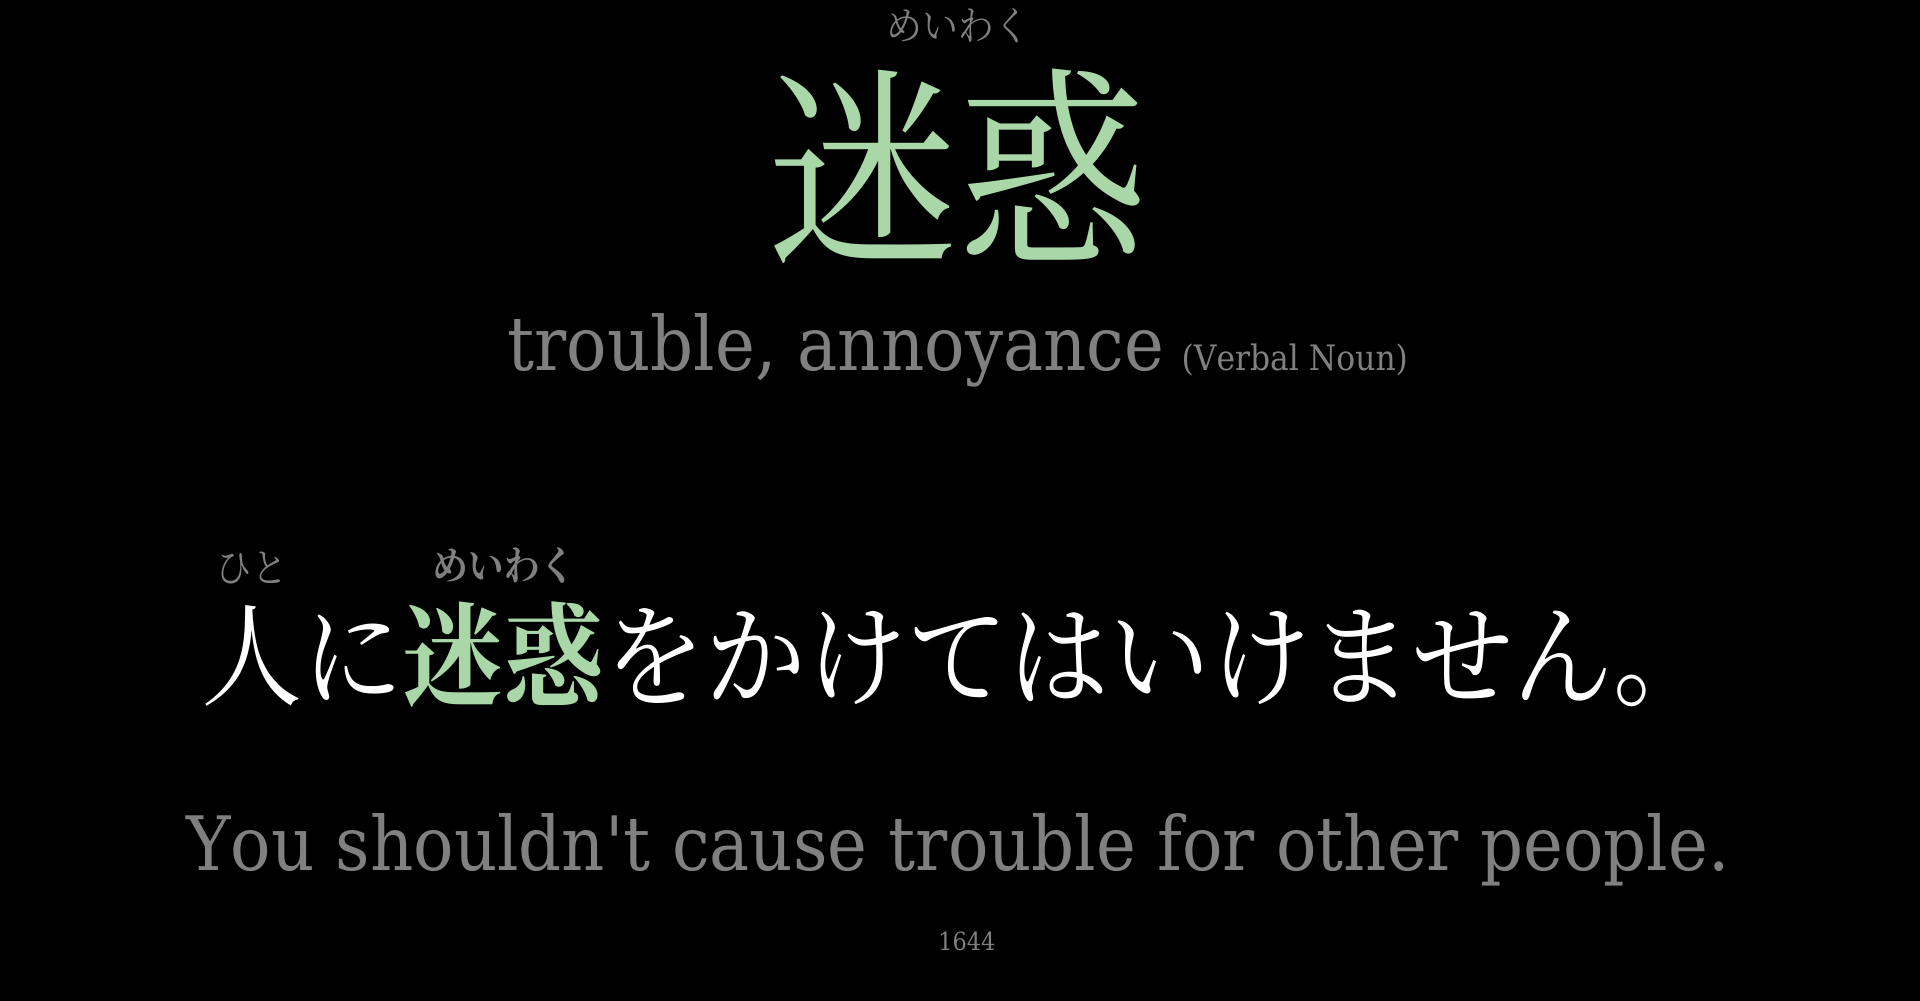 めいわく
迷惑
trouble, annoyance (Verbal Noun)
ひと めいわく
人に迷惑をかけてはいけません。
You shouldn't cause trouble for other people.
1644